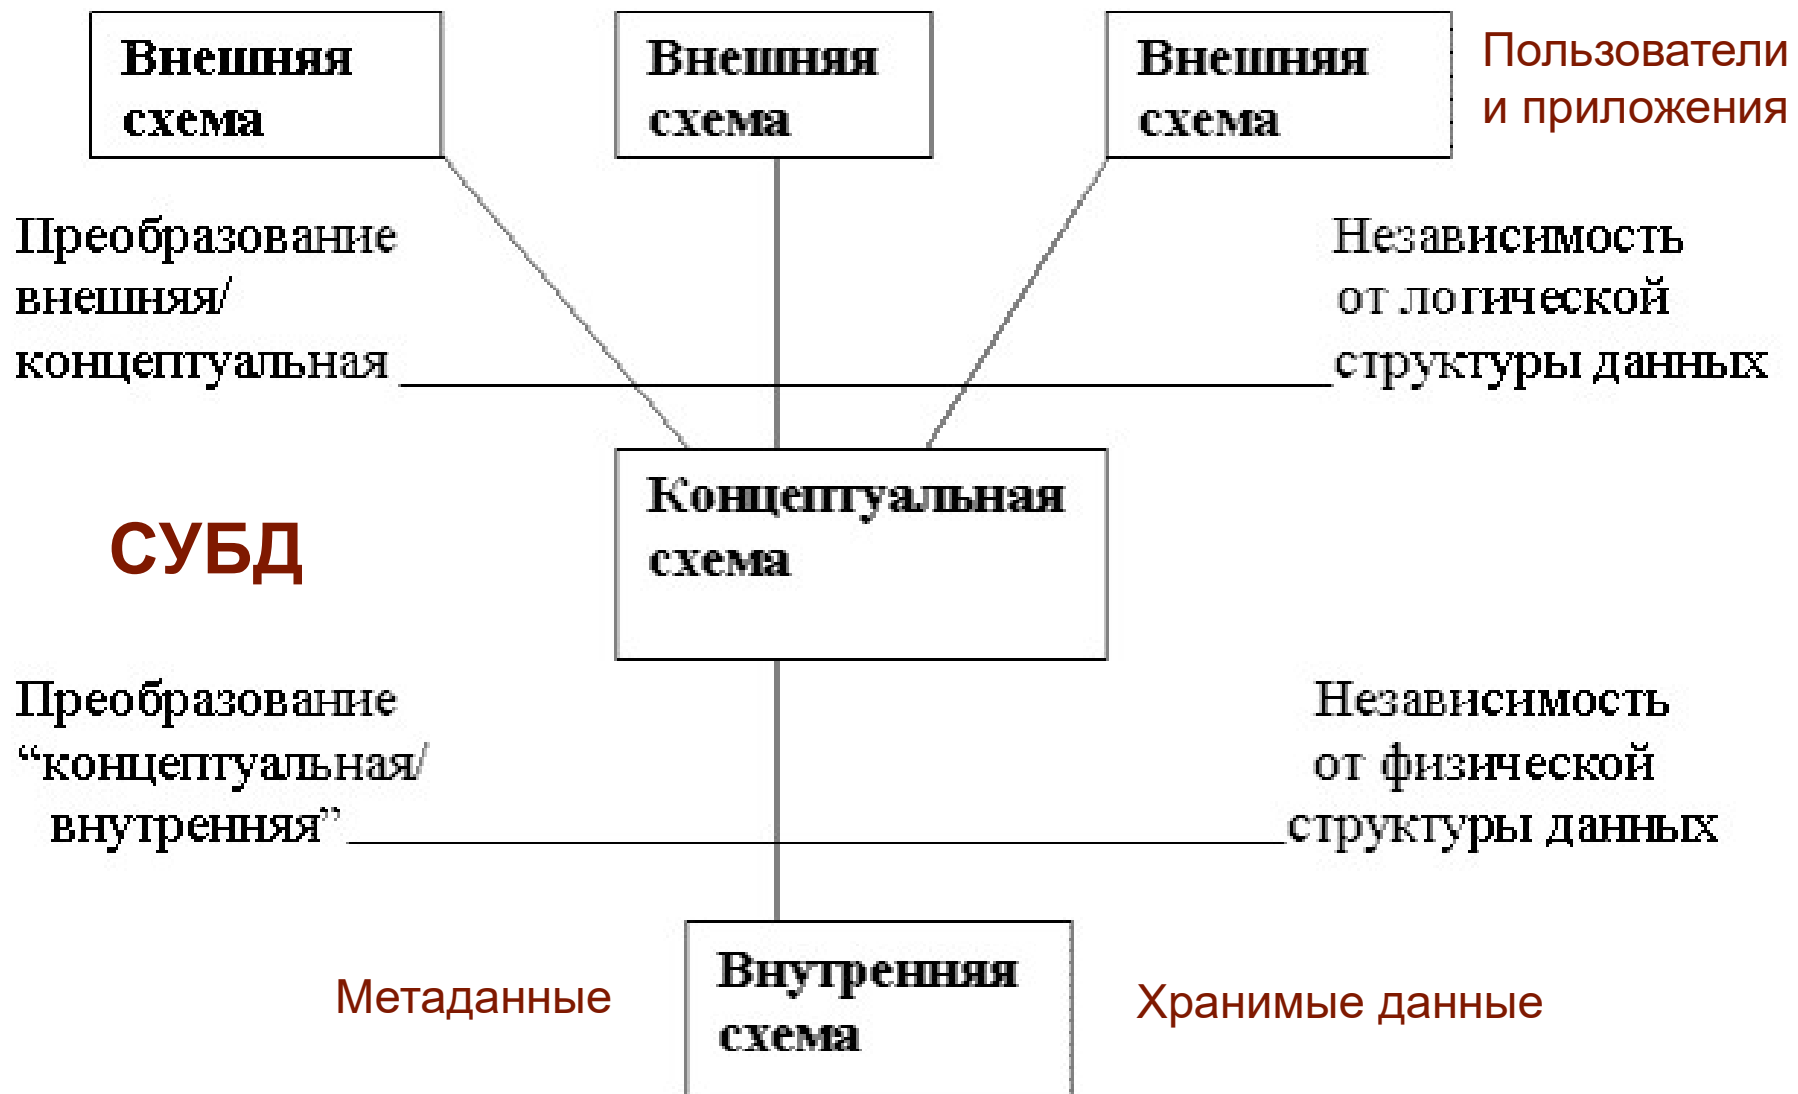 Внешняя
схема
Внешняя
схема
Внешняя
схема
Пользователи
и приложения
Преобразование
внешняя/
концептуальная
Независимость
от логической
структуры данных
Концептуальная
схема
СУБД
Преобразование
“концептуальная/
внутренняя”
Независимость
от физической
структуры данных
Метаданные
Внутренняя
схема
Хранимые данные